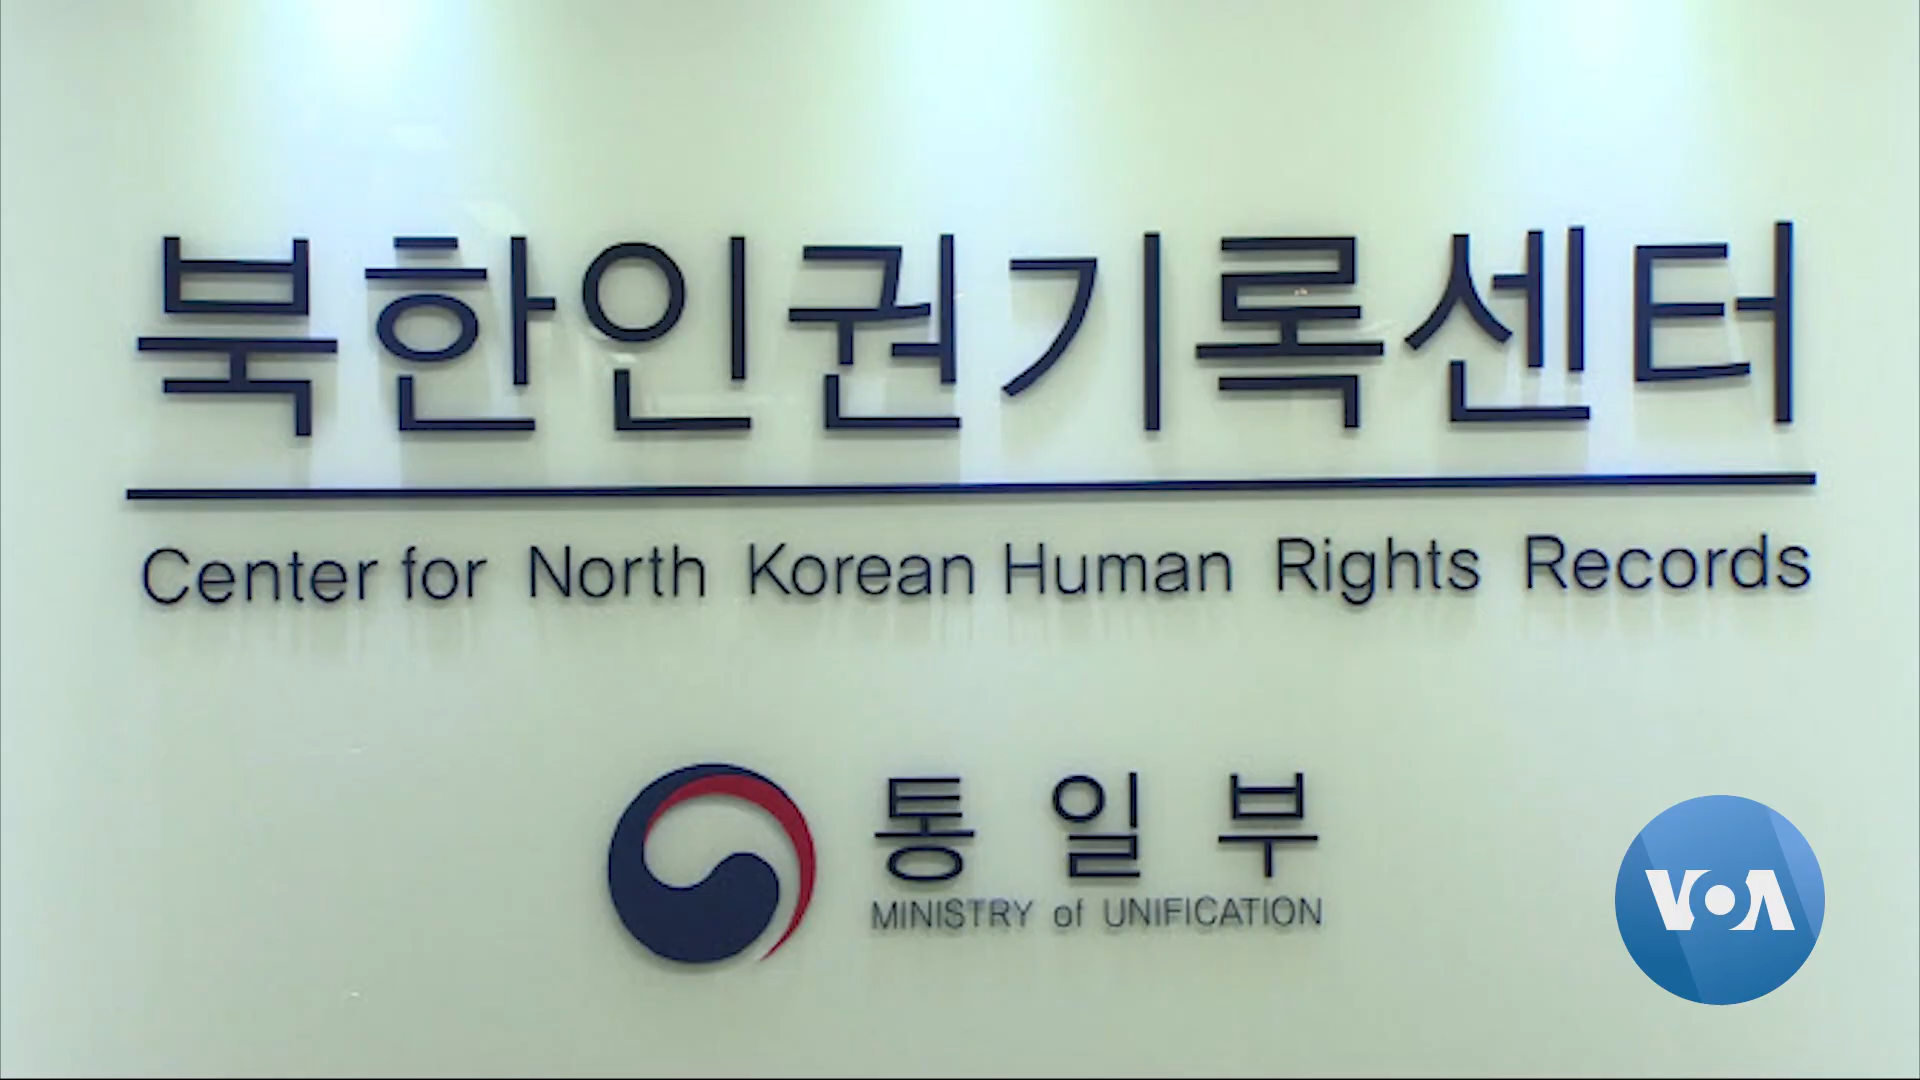 북한인권기록센터
Center for North Korean Human Rights Records
통일부
MINISTRY of UNIFICATION
VOA